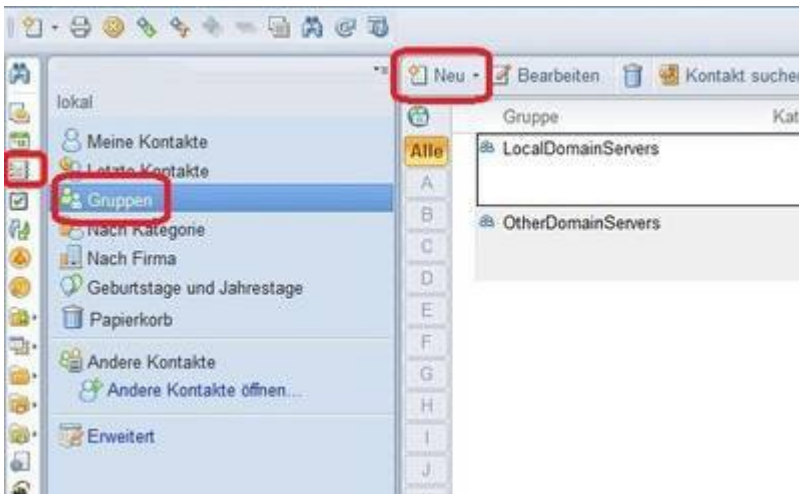 Neu Bearbeiten Kontakt suche
lokal
Gruppe Kat
Meine Kontakte
Alle
LocalDomainServers
Letzte Kontakte
A
Gruppen
B
OtherDomainServers
Nach Kategorie
C
Nach Firma
D
Geburtstage und Jahrestage
E
Papierkorb
F
Andere Kontakte
G
Andere Kontakte öffnen...
H
Erweitert
I
J